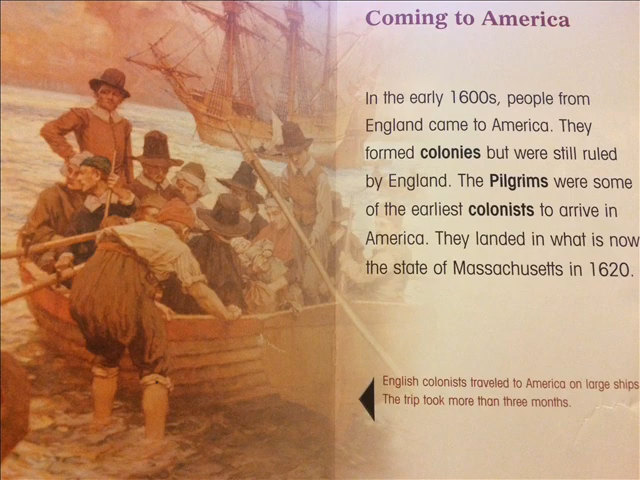 Coming to America
In the early 1600s, people from
England came to America. They
formed colonies but were still ruled
by England. The Pilgrims were some
of the earliest colonists to arrive in
America. They landed in what is now
the state of Massachusetts in 1620.
English colonists traveled to America on large ships
The trip took more than three months.